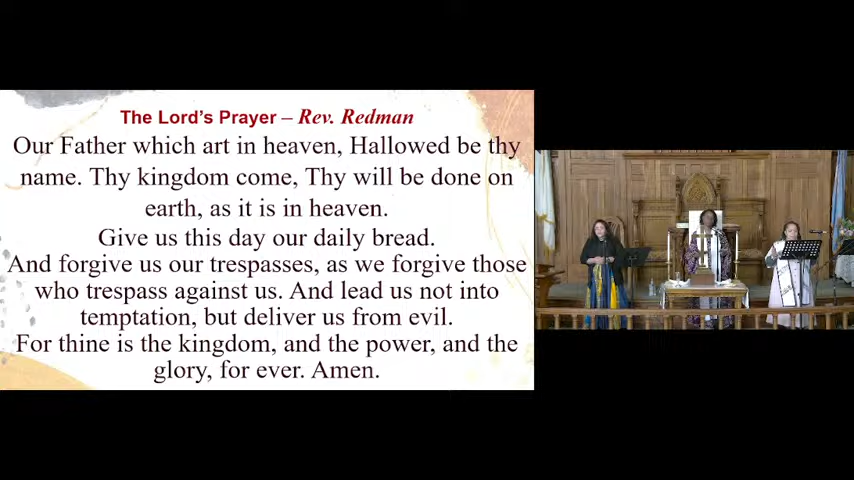 The Lord's Prayer – Rev. Redman
Our Father which art in heaven, Hallowed be thy
name. Thy kingdom come, Thy will be done on
earth, as it is in heaven.
Give us this day our daily bread.
And forgive us our trespasses, as we forgive those
who trespass against us. And lead us not into
temptation, but deliver us from evil.
For thine is the kingdom, and the power, and the
glory, for ever. Amen.